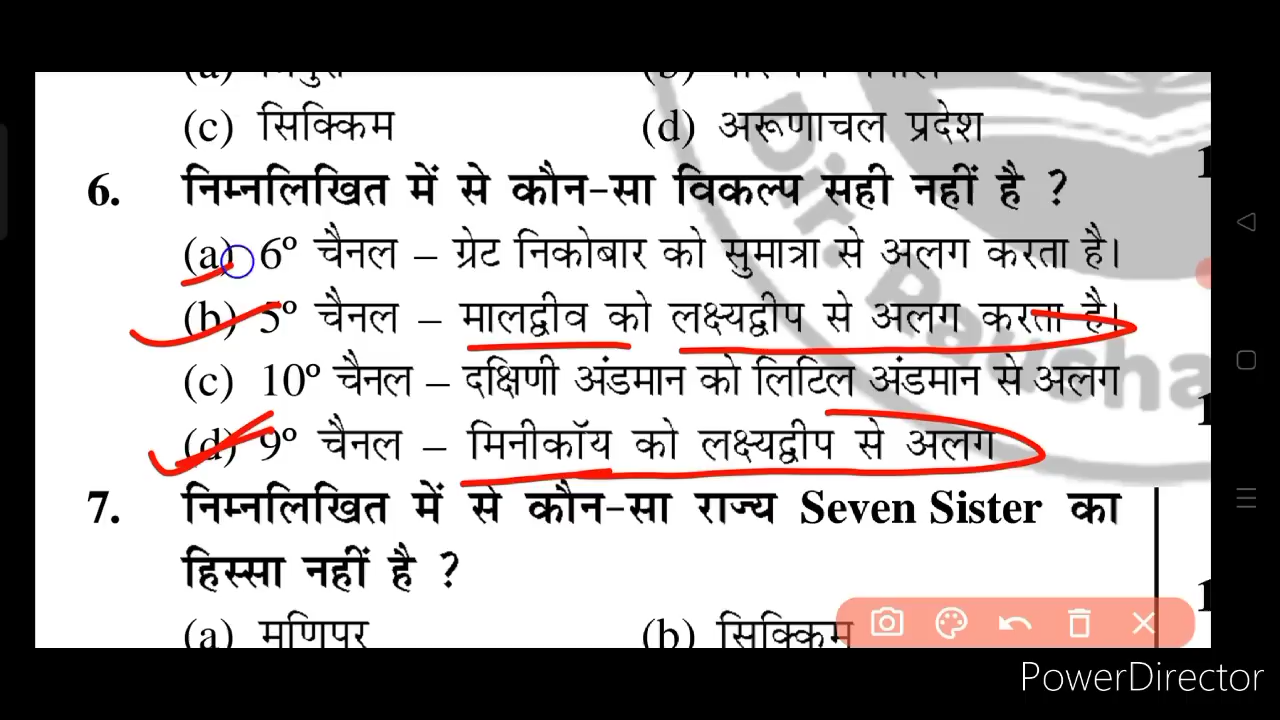 (c) सिक्किम (d) अरूणाचल प्रदेश
6. निम्नलिखित में से कौन-सा विकल्प सही नहीं है ?
(a) 6° चैनल – ग्रेट निकोबार को सुमात्रा से अलग करता है।
(b) 5° चैनल – मालद्वीव को लक्ष्यद्वीप से अलग करता है।
(c) 10° चैनल – दक्षिणी अंडमान को लिटिल अंडमान से अलग
(d) 9° चैनल – मिनीकॉय को लक्ष्यद्वीप से अलग
7. निम्नलिखित में से कौन-सा राज्य Seven Sister का
हिस्सा नहीं है ?
(a) मणिपुर (b) सिक्किम
PowerDirector